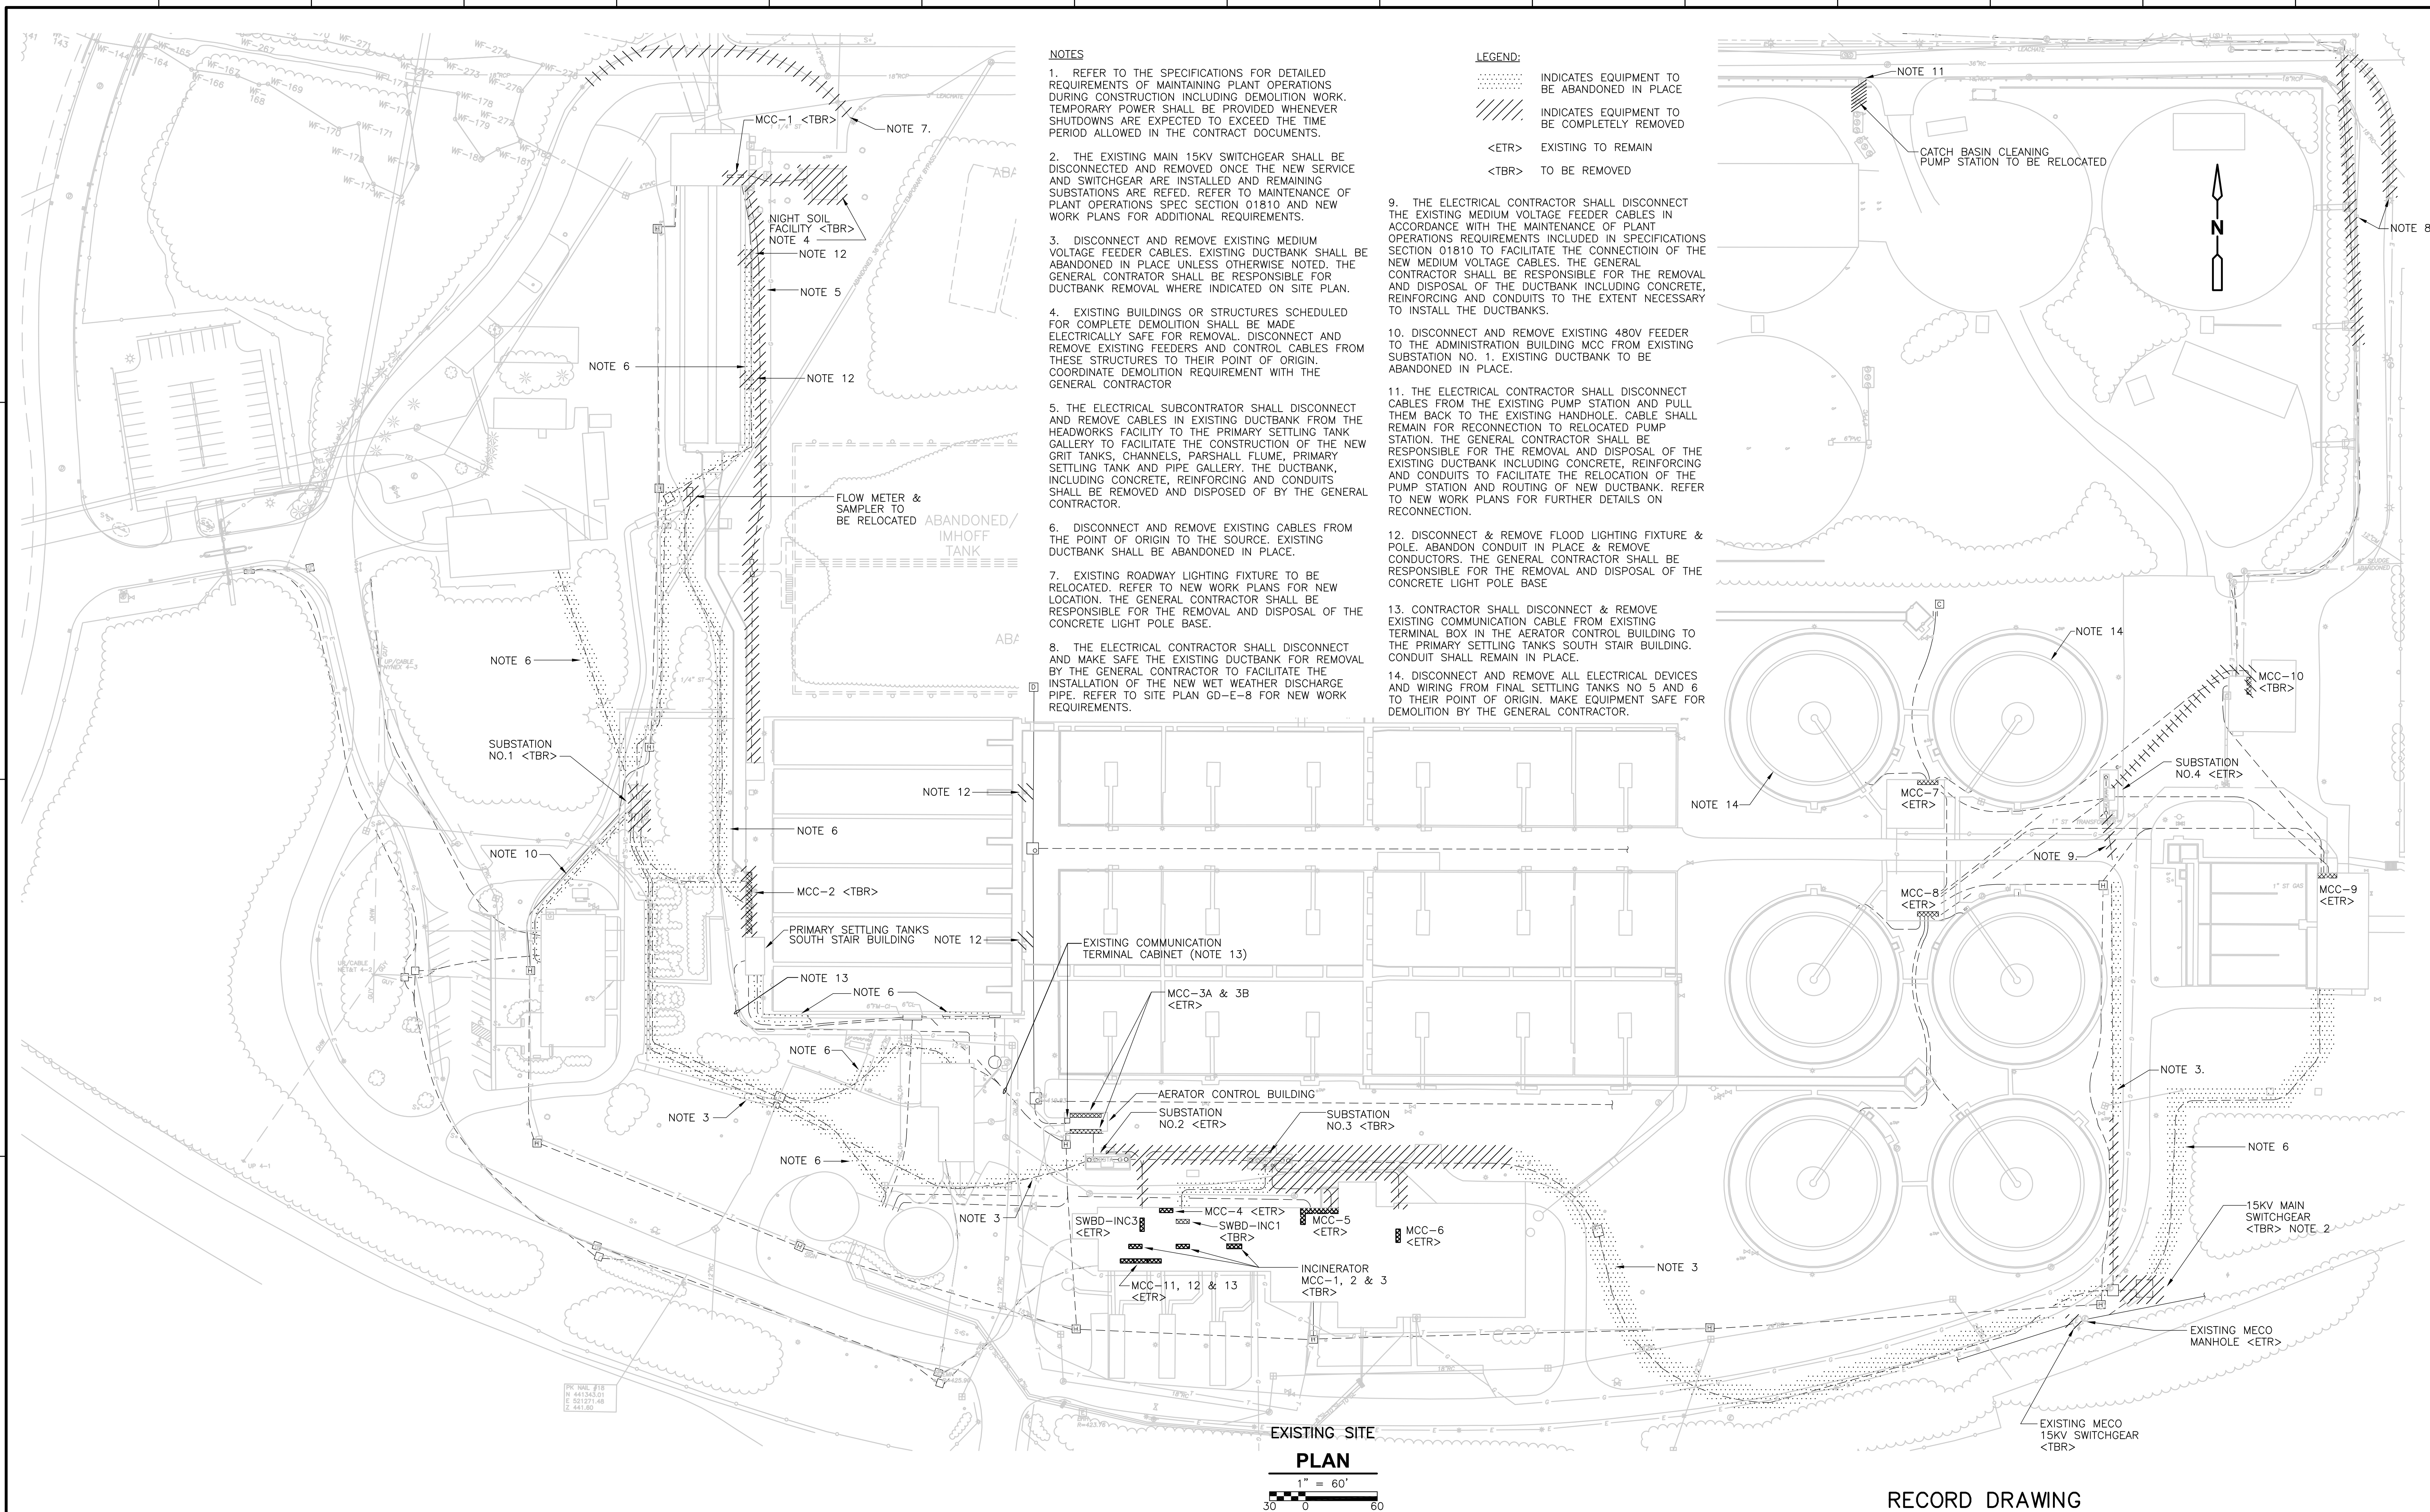 NOTES
1. REFER TO THE SPECIFICATIONS FOR DETAILED
REQUIREMENTS OF MAINTAINING PLANT OPERATIONS
DURING CONSTRUCTION INCLUDING DEMOLITION WORK.
TEMPORARY POWER SHALL BE PROVIDED WHENEVER
SHUTDOWNS ARE EXPECTED TO EXCEED THE TIME
PERIOD ALLOWED IN THE CONTRACT DOCUMENTS.
2. THE EXISTING MAIN 15KV SWITCHGEAR SHALL BE
DISCONNECTED AND REMOVED ONCE THE NEW SERVICE
AND SWITCHGEAR ARE INSTALLED AND REMAINING
SUBSTATIONS ARE REFED. REFER TO MAINTENANCE OF
PLANT OPERATIONS SPEC SECTION 01810 AND NEW
WORK PLANS FOR ADDITIONAL REQUIREMENTS.
3. DISCONNECT AND REMOVE EXISTING MEDIUM
VOLTAGE FEEDER CABLES. EXISTING DUCTBANK SHALL BE
ABANDONED IN PLACE UNLESS OTHERWISE NOTED. THE
GENERAL CONTRATOR SHALL BE RESPONSIBLE FOR
DUCTBANK REMOVAL WHERE INDICATED ON SITE PLAN.
4. EXISTING BUILDINGS OR STRUCTURES SCHEDULED
FOR COMPLETE DEMOLITION SHALL BE MADE
ELECTRICALLY SAFE FOR REMOVAL. DISCONNECT AND
REMOVE EXISTING FEEDERS AND CONTROL CABLES FROM
THESE STRUCTURES TO THEIR POINT OF ORIGIN.
COORDINATE DEMOLITION REQUIREMENT WITH THE
GENERAL CONTRACTOR
5. THE ELECTRICAL SUBCONTRATOR SHALL DISCONNECT
AND REMOVE CABLES IN EXISTING DUCTBANK FROM THE
HEADWORKS FACILITY TO THE PRIMARY SETTLING TANK
GALLERY TO FACILITATE THE CONSTRUCTION OF THE NEW
GRIT TANKS, CHANNELS, PARSHALL FLUME, PRIMARY
SETTLING TANK AND PIPE GALLERY. THE DUCTBANK,
INCLUDING CONCRETE, REINFORCING AND CONDUITS
SHALL BE REMOVED AND DISPOSED OF BY THE GENERAL
CONTRACTOR.
6. DISCONNECT AND REMOVE EXISTING CABLES FROM
THE POINT OF ORIGIN TO THE SOURCE. EXISTING
DUCTBANK SHALL BE ABANDONED IN PLACE.
7. EXISTING ROADWAY LIGHTING FIXTURE TO BE
RELOCATED. REFER TO NEW WORK PLANS FOR NEW
LOCATION. THE GENERAL CONTRACTOR SHALL BE
RESPONSIBLE FOR THE REMOVAL AND DISPOSAL OF THE
CONCRETE LIGHT POLE BASE.
8. THE ELECTRICAL CONTRACTOR SHALL DISCONNECT
AND MAKE SAFE THE EXISTING DUCTBANK FOR REMOVAL
BY THE GENERAL CONTRACTOR TO FACILITATE THE
INSTALLATION OF THE NEW WET WEATHER DISCHARGE
PIPE. REFER TO SITE PLAN GD-E-8 FOR NEW WORK
REQUIREMENTS.
LEGEND:
INDICATES EQUIPMENT TO
BE ABANDONED IN PLACE
INDICATES EQUIPMENT TO
BE COMPLETELY REMOVED
<ETR> EXISTING TO REMAIN
<TBR> TO BE REMOVED
9. THE ELECTRICAL CONTRACTOR SHALL DISCONNECT
THE EXISTING MEDIUM VOLTAGE FEEDER CABLES IN
ACCORDANCE WITH THE MAINTENANCE OF PLANT
OPERATIONS REQUIREMENTS INCLUDED IN SPECIFICATIONS
SECTION 01810 TO FACILITATE THE CONNECTIOIN OF THE
NEW MEDIUM VOLTAGE CABLES. THE GENERAL
CONTRACTOR SHALL BE RESPONSIBLE FOR THE REMOVAL
AND DISPOSAL OF THE DUCTBANK INCLUDING CONCRETE,
REINFORCING AND CONDUITS TO THE EXTENT NECESSARY
TO INSTALL THE DUCTBANKS.
10. DISCONNECT AND REMOVE EXISTING 480V FEEDER
TO THE ADMINISTRATION BUILDING MCC FROM EXISTING
SUBSTATION NO. 1. EXISTING DUCTBANK TO BE
ABANDONED IN PLACE.
11. THE ELECTRICAL CONTRACTOR SHALL DISCONNECT
CABLES FROM THE EXISTING PUMP STATION AND PULL
THEM BACK TO THE EXISTING HANDHOLE. CABLE SHALL
REMAIN FOR RECONNECTION TO RELOCATED PUMP
STATION. THE GENERAL CONTRACTOR SHALL BE
RESPONSIBLE FOR THE REMOVAL AND DISPOSAL OF THE
EXISTING DUCTBANK INCLUDING CONCRETE, REINFORCING
AND CONDUITS TO FACILITATE THE RELOCATION OF THE
PUMP STATION AND ROUTING OF NEW DUCTBANK. REFER
TO NEW WORK PLANS FOR FURTHER DETAILS ON
RECONNECTION.
12. DISCONNECT & REMOVE FLOOD LIGHTING FIXTURE &
POLE. ABANDON CONDUIT IN PLACE & REMOVE
CONDUCTORS. THE GENERAL CONTRACTOR SHALL BE
RESPONSIBLE FOR THE REMOVAL AND DISPOSAL OF THE
CONCRETE LIGHT POLE BASE
13. CONTRACTOR SHALL DISCONNECT & REMOVE
EXISTING COMMUNICATION CABLE FROM EXISTING
TERMINAL BOX IN THE AERATOR CONTROL BUILDING TO
THE PRIMARY SETTLING TANKS SOUTH STAIR BUILDING.
CONDUIT SHALL REMAIN IN PLACE.
14. DISCONNECT AND REMOVE ALL ELECTRICAL DEVICES
AND WIRING FROM FINAL SETTLING TANKS NO 5 AND 6
TO THEIR POINT OF ORIGIN. MAKE EQUIPMENT SAFE FOR
DEMOLITION BY THE GENERAL CONTRACTOR.
MCC-1 <TBR>
NOTE 7.
NIGHT SOIL
FACILITY <TBR>
NOTE 4
NOTE 12
NOTE 5
NOTE 6
NOTE 12
FLOW METER &
SAMPLER TO
BE RELOCATED
ABANDONED/
IMHOFF
TANK
NOTE 11
CATCH BASIN CLEANING
PUMP STATION TO BE RELOCATED
N
NOTE 8
NOTE 6
SUBSTATION
NO.1 <TBR>
NOTE 12
NOTE 6
NOTE 10
MCC-2 <TBR>
PRIMARY SETTLING TANKS
SOUTH STAIR BUILDING
NOTE 12
EXISTING COMMUNICATION
TERMINAL CABINET (NOTE 13)
NOTE 13
NOTE 6
MCC-3A & 3B
<ETR>
NOTE 6
NOTE 3
AERATOR CONTROL BUILDING
SUBSTATION
NO.2 <ETR>
SUBSTATION
NO.3 <TBR>
NOTE 6
NOTE 3
SWBD-INC3
<ETR>
MCC-4 <ETR>
SWBD-INC1
<TBR>
MCC-5
<ETR>
MCC-6
<ETR>
MCC-11, 12 & 13
<ETR>
INCINERATOR
MCC-1, 2 & 3
<TBR>
NOTE 3
NOTE 14
NOTE 14
MCC-7
<ETR>
MCC-8
<ETR>
MCC-10
<TBR>
SUBSTATION
NO.4 <ETR>
NOTE 9.
MCC-9
<ETR>
NOTE 3.
NOTE 6
15KV MAIN
SWITCHGEAR
<TBR> NOTE 2
EXISTING MECO
MANHOLE <ETR>
EXISTING MECO
15KV SWITCHGEAR
<TBR>
PK NAIL #18
N 441343.01
E 521271.48
Z 441.60
EXISTING SITE
PLAN
1" = 60'
30 0 60
RECORD DRAWING